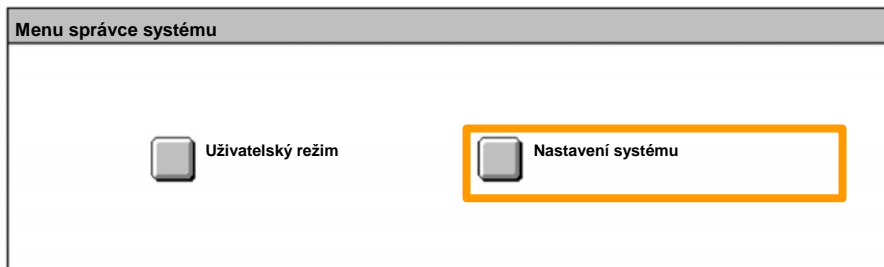 Menu správce systému
Uživatelský režim
Nastavení systému